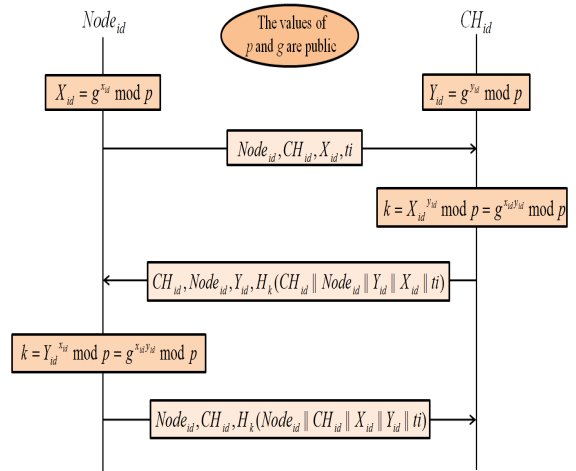 Node_id
The values of
p and g are public
CH_id
X_id = g^{x_id} mod p
Y_id = g^{y_id} mod p
Node_id, CH_id, X_id, ti
k = X_id^{y_id} mod p = g^{x_id y_id} mod p
CH_id, Node_id, Y_id, H_k(CH_id || Node_id || Y_id || X_id || ti)
k = Y_id^{x_id} mod p = g^{x_id y_id} mod p
Node_id, CH_id, H_k(Node_id || CH_id || X_id || Y_id || ti)